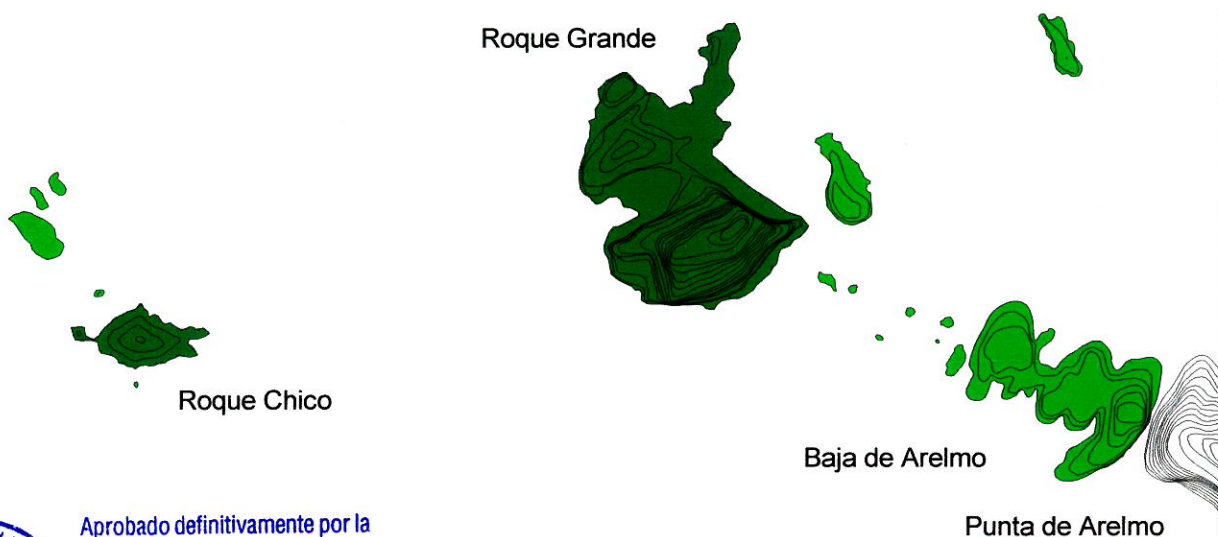 Roque Grande
Roque Chico
Baja de Arelmo
Punta de Arelmo
Aprobado definitivamente por la